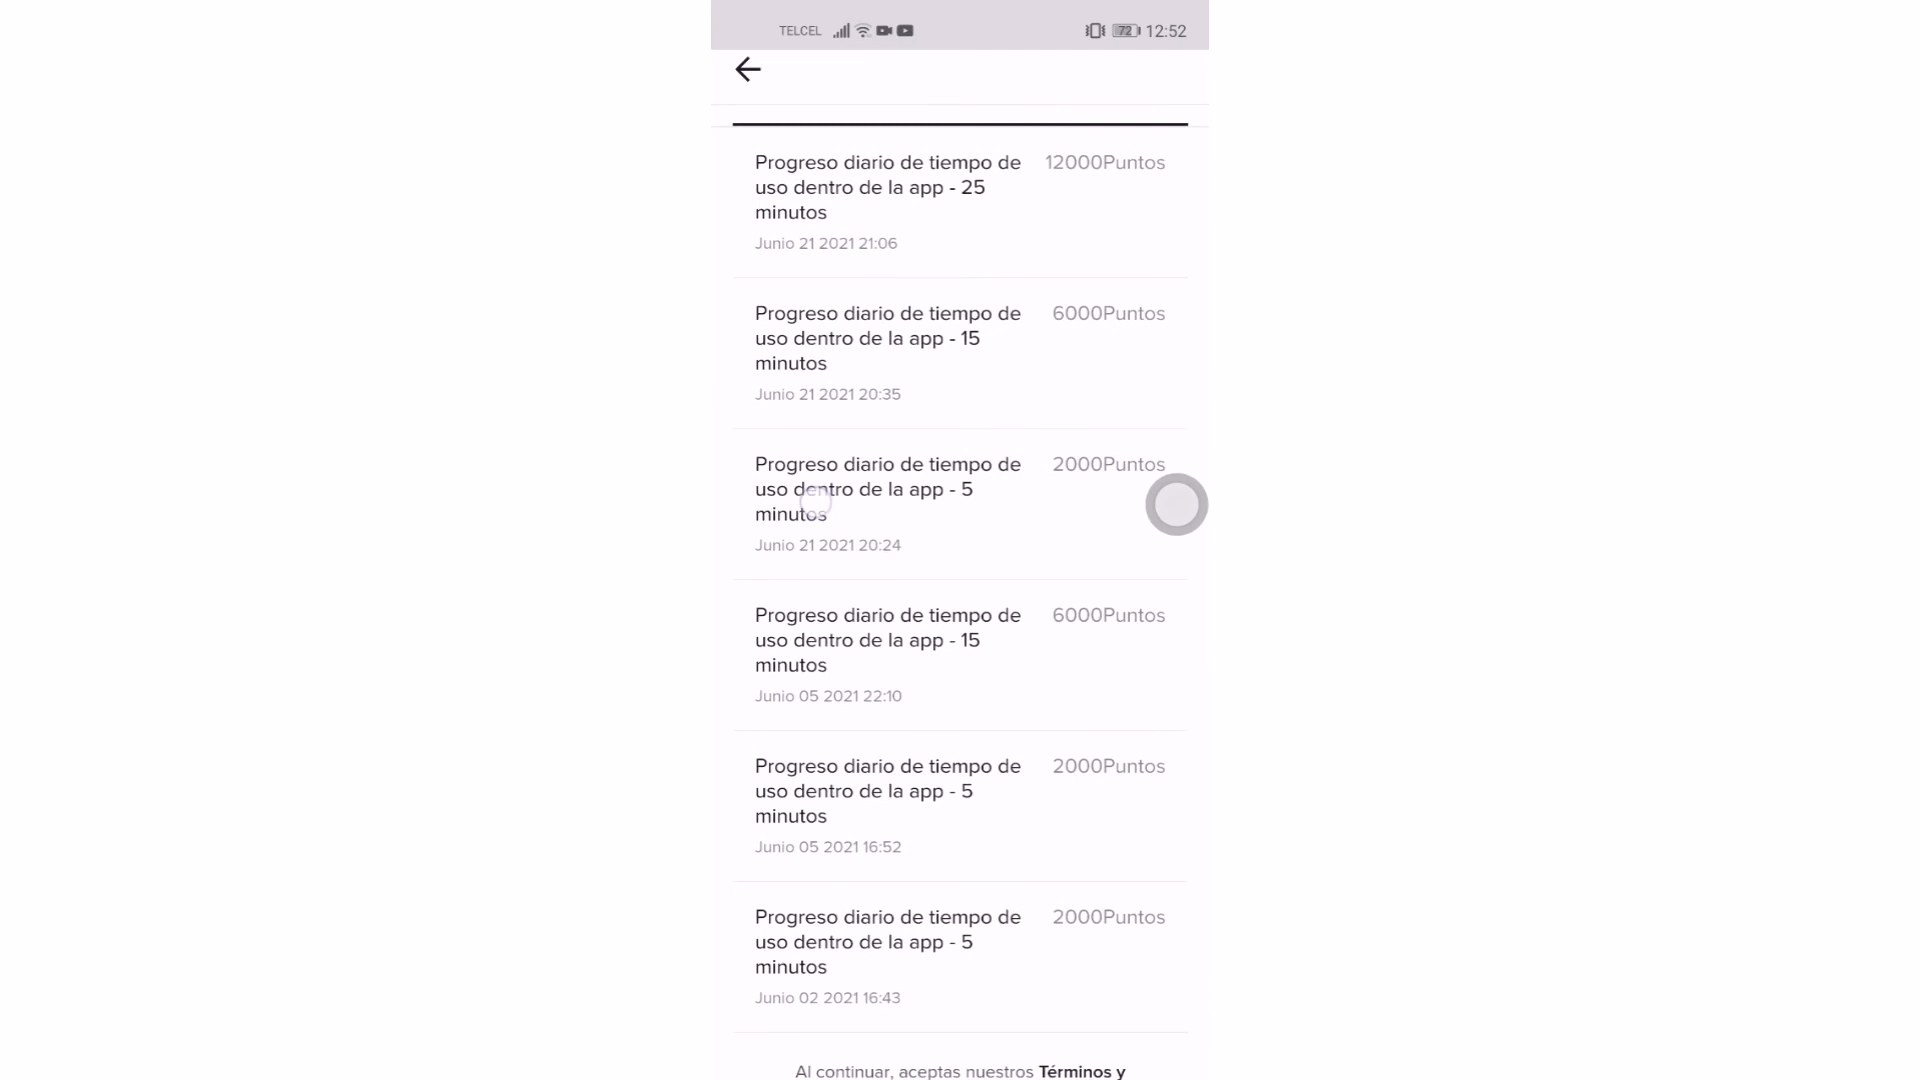 TELCEL 72 12:52
Progreso diario de tiempo de 12000Puntos
uso dentro de la app - 25
minutos
Junio 21 2021 21:06
Progreso diario de tiempo de 6000Puntos
uso dentro de la app - 15
minutos
Junio 21 2021 20:35
Progreso diario de tiempo de 2000Puntos
uso dentro de la app - 5
minutos
Junio 21 2021 20:24
Progreso diario de tiempo de 6000Puntos
uso dentro de la app - 15
minutos
Junio 05 2021 22:10
Progreso diario de tiempo de 2000Puntos
uso dentro de la app - 5
minutos
Junio 05 2021 16:52
Progreso diario de tiempo de 2000Puntos
uso dentro de la app - 5
minutos
Junio 02 2021 16:43
Al continuar, aceptas nuestros Términos y